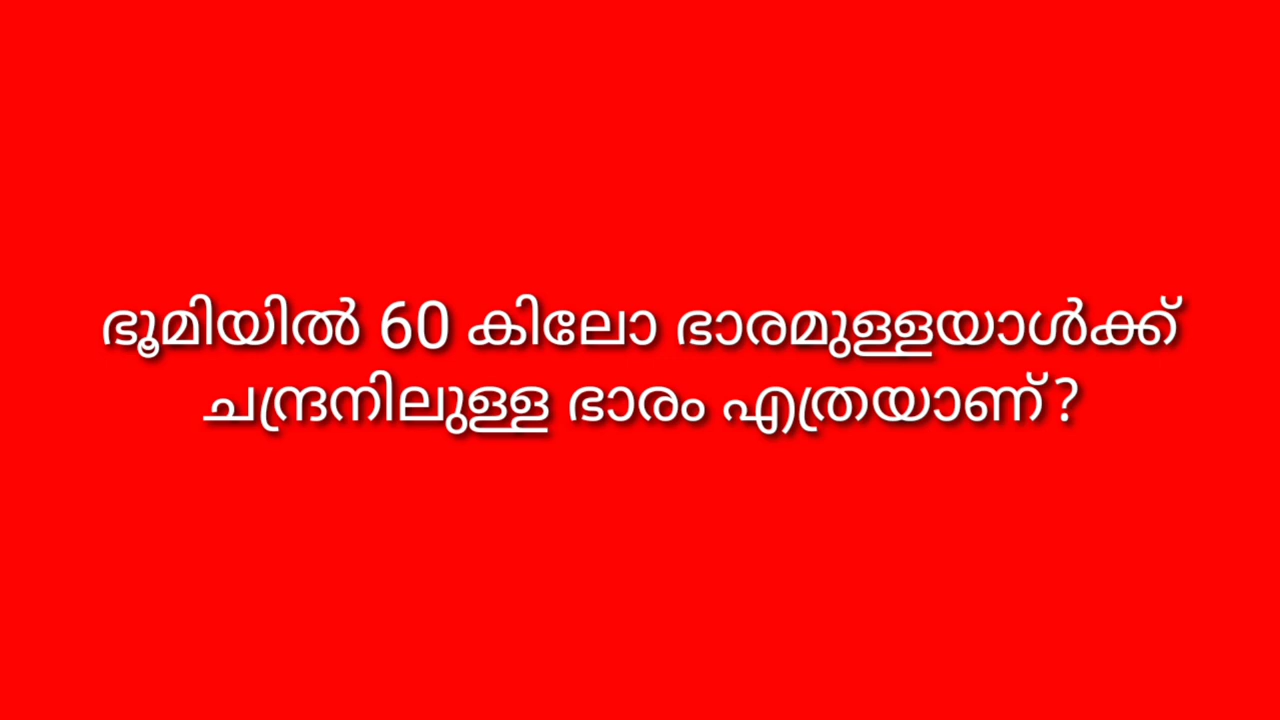 ഭൂമിയിൽ 60 കിലോ ഭാരമുള്ളയാൾക്ക്
ചന്ദ്രനിലുള്ള ഭാരം എത്രയാണ്?